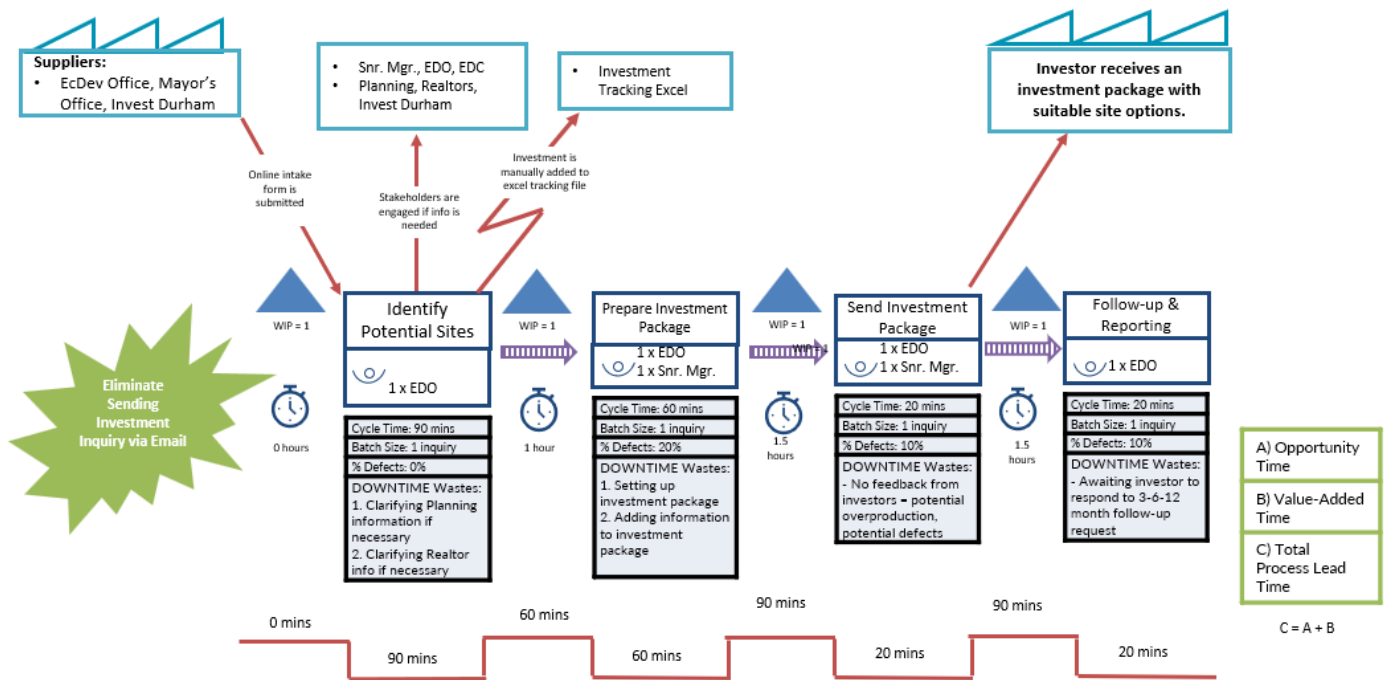 Suppliers:
• EcDev Office, Mayor's
Office, Invest Durham
• Snr. Mgr., EDO, EDC
• Planning, Realtors,
Invest Durham
• Investment
Tracking Excel
Investor receives an
investment package with
suitable site options.
Online intake
form is
submitted
Stakeholders are
engaged if info is
needed
Investment is
manually added to
excel tracking file
Eliminate
Sending
Investment
Inquiry via Email
WIP = 1
0 hours
Identify
Potential Sites
1 x EDO
Cycle Time: 90 mins
Batch Size: 1 inquiry
% Defects: 0%
DOWNTIME Wastes:
1. Clarifying Planning
information if
necessary
2. Clarifying Realtor
info if necessary
WIP = 1
1 hour
Prepare Investment
Package
1 x EDO
1 x Snr. Mgr.
Cycle Time: 60 mins
Batch Size: 1 inquiry
% Defects: 20%
DOWNTIME Wastes:
1. Setting up
investment package
2. Adding information
to investment
package
WIP = 1
WIP = 1
1.5
hours
Send Investment
Package
1 x EDO
1 x Snr. Mgr.
Cycle Time: 20 mins
Batch Size: 1 inquiry
% Defects: 10%
DOWNTIME Wastes:
- No feedback from
investors = potential
overproduction,
potential defects
WIP = 1
1.5
hours
Follow-up &
Reporting
1 x EDO
Cycle Time: 20 mins
Batch Size: 1 inquiry
% Defects: 10%
DOWNTIME Wastes:
- Awaiting investor to
respond to 3-6-12
month follow-up
request
A) Opportunity
Time
B) Value-Added
Time
C) Total
Process Lead
Time
C = A + B
0 mins
90 mins
60 mins
60 mins
90 mins
20 mins
90 mins
20 mins